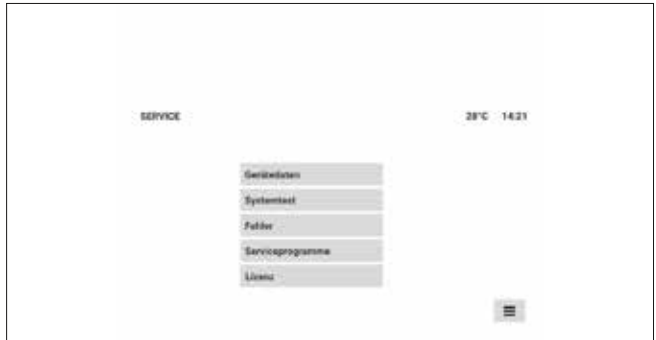 SERVICE 28°C 14:21
Gerätedaten
Systemtest
Fehler
Serviceprogramme
Lizenz